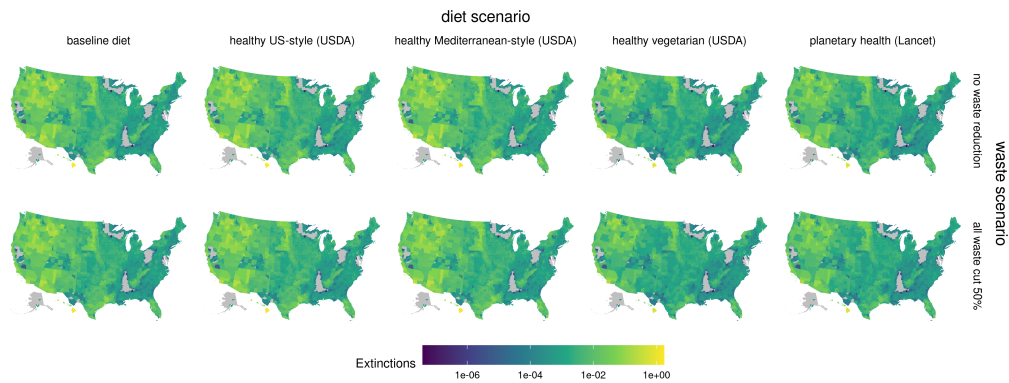 diet scenario
baseline diet
healthy US-style (USDA)
healthy Mediterranean-style (USDA)
healthy vegetarian (USDA)
planetary health (Lancet)
no waste reduction
waste scenario
all waste cut 50%
Extinctions
1e-06
1e-04
1e-02
1e+00